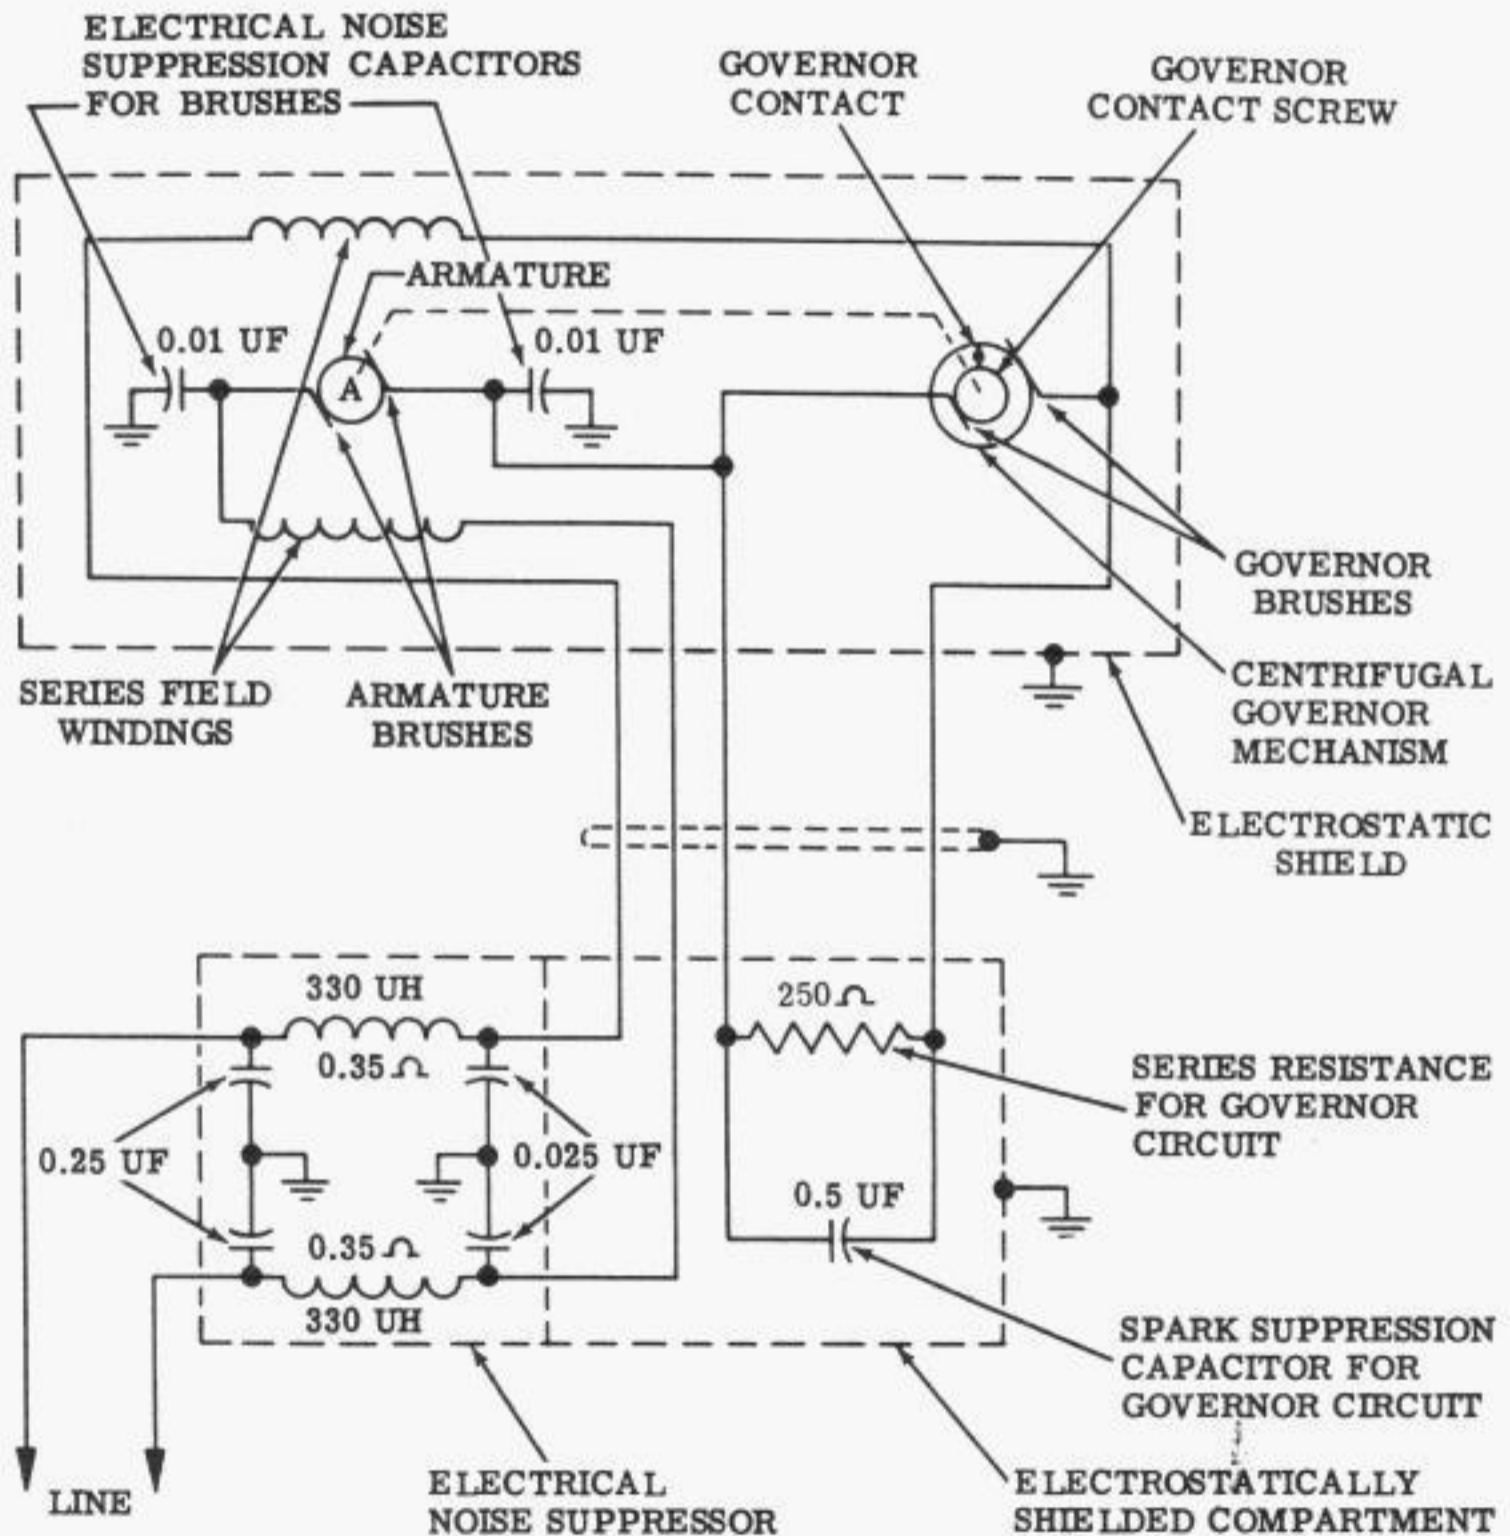 ELECTRICAL NOISE
SUPPRESSION CAPACITORS
FOR BRUSHES
GOVERNOR
CONTACT
GOVERNOR
CONTACT SCREW
ARMATURE
0.01 UF
0.01 UF
A
GOVERNOR
BRUSHES
SERIES FIELD
WINDINGS
ARMATURE
BRUSHES
CENTRIFUGAL
GOVERNOR
MECHANISM
ELECTROSTATIC
SHIELD
330 UH
0.35 Ω
250 Ω
SERIES RESISTANCE
FOR GOVERNOR
CIRCUIT
0.25 UF
0.025 UF
0.5 UF
0.35 Ω
330 UH
SPARK SUPPRESSION
CAPACITOR FOR
GOVERNOR CIRCUIT
LINE
ELECTRICAL
NOISE SUPPRESSOR
ELECTROSTATICALLY
SHIELDED COMPARTMENT